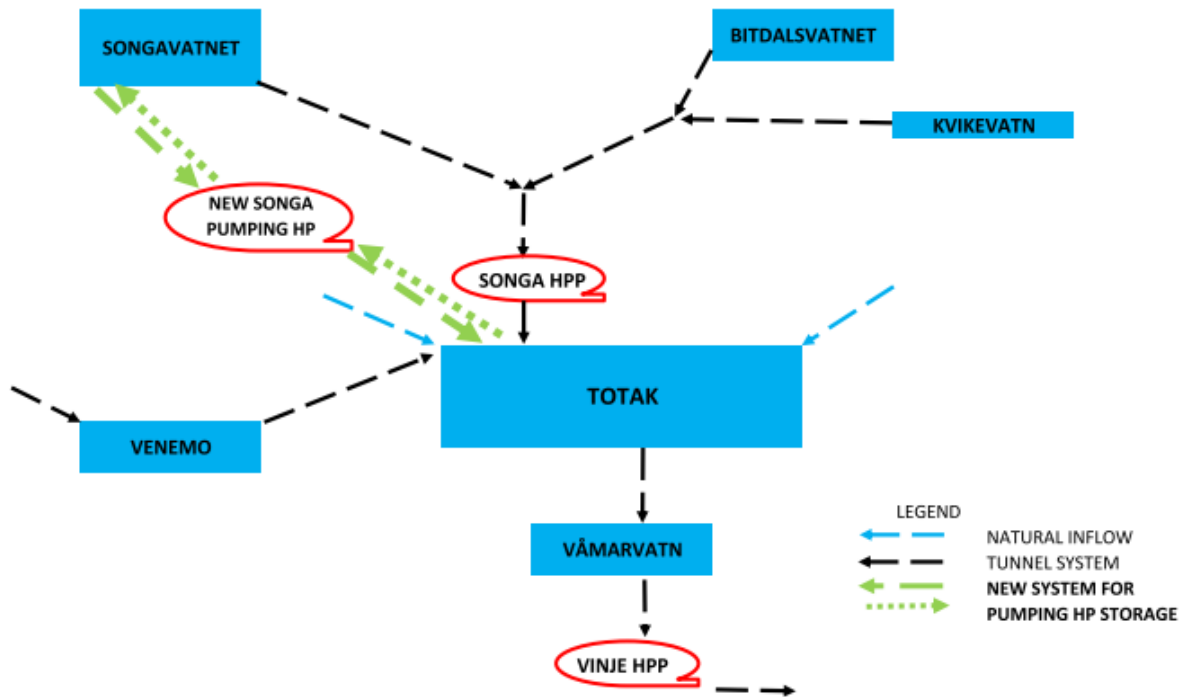 SONGAVATNET
BITDALSVATNET
KVIKEVATN
NEW SONGA
PUMPING HP
SONGA HPP
TOTAK
VENEMO
VÅMARVATN
LEGEND
NATURAL INFLOW
TUNNEL SYSTEM
NEW SYSTEM FOR
PUMPING HP STORAGE
VINJE HPP